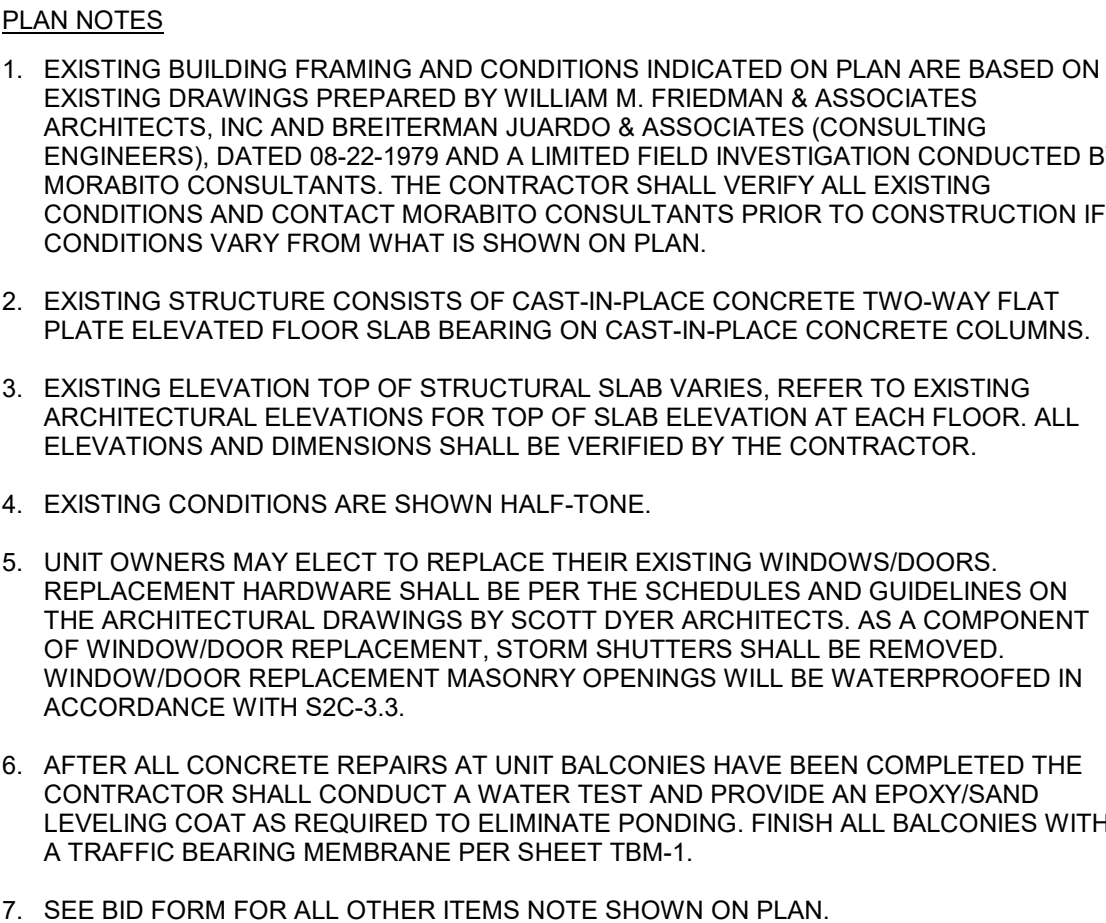 PLAN NOTES
1. EXISTING BUILDING FRAMING AND CONDITIONS INDICATED ON PLAN ARE BASED ON
EXISTING DRAWINGS PREPARED BY WILLIAM M. FRIEDMAN & ASSOCIATES
ARCHITECTS, INC AND BREITERMAN JUARDO & ASSOCIATES (CONSULTING
ENGINEERS), DATED 08-22-1979 AND A LIMITED FIELD INVESTIGATION CONDUCTED B
MORABITO CONSULTANTS. THE CONTRACTOR SHALL VERIFY ALL EXISTING
CONDITIONS AND CONTACT MORABITO CONSULTANTS PRIOR TO CONSTRUCTION IF
CONDITIONS VARY FROM WHAT IS SHOWN ON PLAN.
2. EXISTING STRUCTURE CONSISTS OF CAST-IN-PLACE CONCRETE TWO-WAY FLAT
PLATE ELEVATED FLOOR SLAB BEARING ON CAST-IN-PLACE CONCRETE COLUMNS.
3. EXISTING ELEVATION TOP OF STRUCTURAL SLAB VARIES, REFER TO EXISTING
ARCHITECTURAL ELEVATIONS FOR TOP OF SLAB ELEVATION AT EACH FLOOR. ALL
ELEVATIONS AND DIMENSIONS SHALL BE VERIFIED BY THE CONTRACTOR.
4. EXISTING CONDITIONS ARE SHOWN HALF-TONE.
5. UNIT OWNERS MAY ELECT TO REPLACE THEIR EXISTING WINDOWS/DOORS.
REPLACEMENT HARDWARE SHALL BE PER THE SCHEDULES AND GUIDELINES ON
THE ARCHITECTURAL DRAWINGS BY SCOTT DYER ARCHITECTS. AS A COMPONENT
OF WINDOW/DOOR REPLACEMENT, STORM SHUTTERS SHALL BE REMOVED.
WINDOW/DOOR REPLACEMENT MASONRY OPENINGS WILL BE WATERPROOFED IN
ACCORDANCE WITH S2C-3.3.
6. AFTER ALL CONCRETE REPAIRS AT UNIT BALCONIES HAVE BEEN COMPLETED THE
CONTRACTOR SHALL CONDUCT A WATER TEST AND PROVIDE AN EPOXY/SAND
LEVELING COAT AS REQUIRED TO ELIMINATE PONDING. FINISH ALL BALCONIES WITH
A TRAFFIC BEARING MEMBRANE PER SHEET TBM-1.
7. SEE BID FORM FOR ALL OTHER ITEMS NOTE SHOWN ON PLAN.